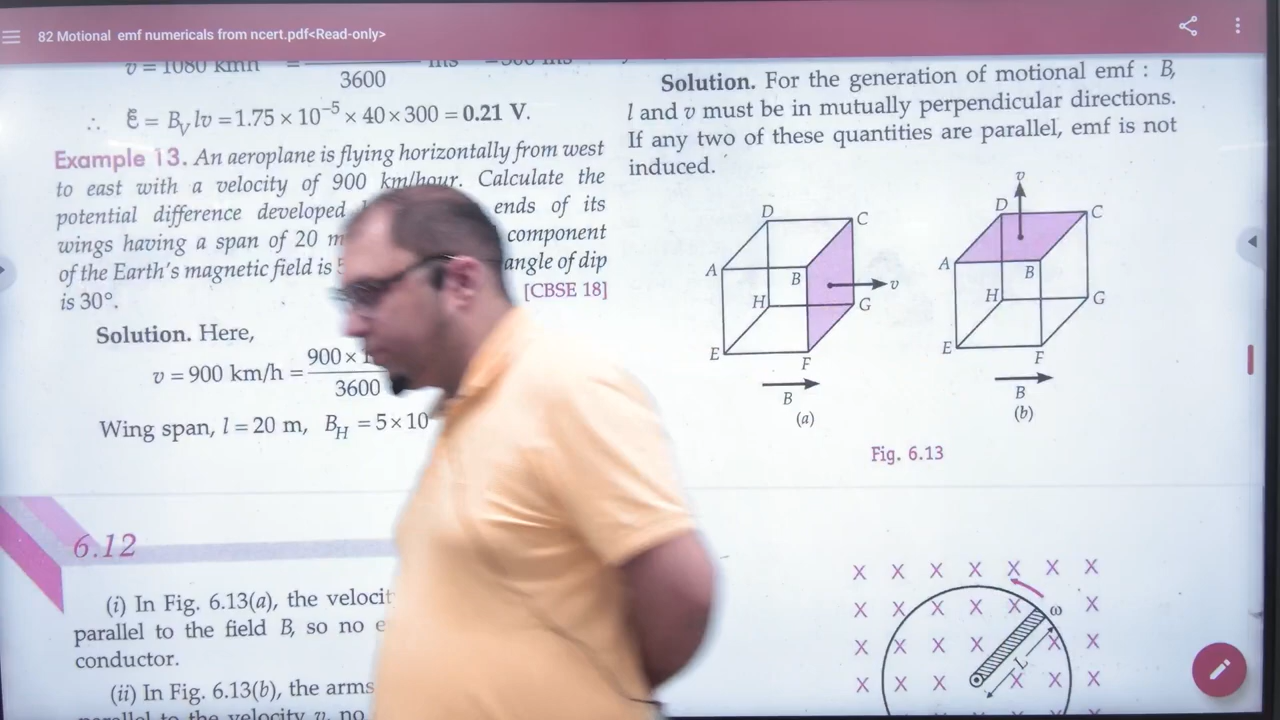 82 Motional emf numericals from ncert.pdf<Read-only>
v = 1080 kmh =
3600
∴ ℰ = B_V lv = 1.75 × 10⁻⁵ × 40 × 300 = 0.21 V.
Example 13. An aeroplane is flying horizontally from west
to east with a velocity of 900 km/hour. Calculate the
potential difference developed ends of its
wings having a span of 20 m component
of the Earth's magnetic field is angle of dip
is 30°. [CBSE 18]
Solution. Here,
v = 900 km/h = 900 ×
3600
Wing span, l = 20 m, B_H = 5 × 10
6.12
(i) In Fig. 6.13(a), the
parallel to the field B, so no
conductor.
(ii) In Fig. 6.13(b), the arms
velocity v, no
Solution. For the generation of motional emf : B,
l and v must be in mutually perpendicular directions.
If any two of these quantities are parallel, emf is not
induced.
D C
A B
H G v
E F
B
(a)
v
D C
A B
H G
E F
B
(b)
Fig. 6.13
X X X X X X X
X X X X X ω X
X X X X X X
L
X X X X X X